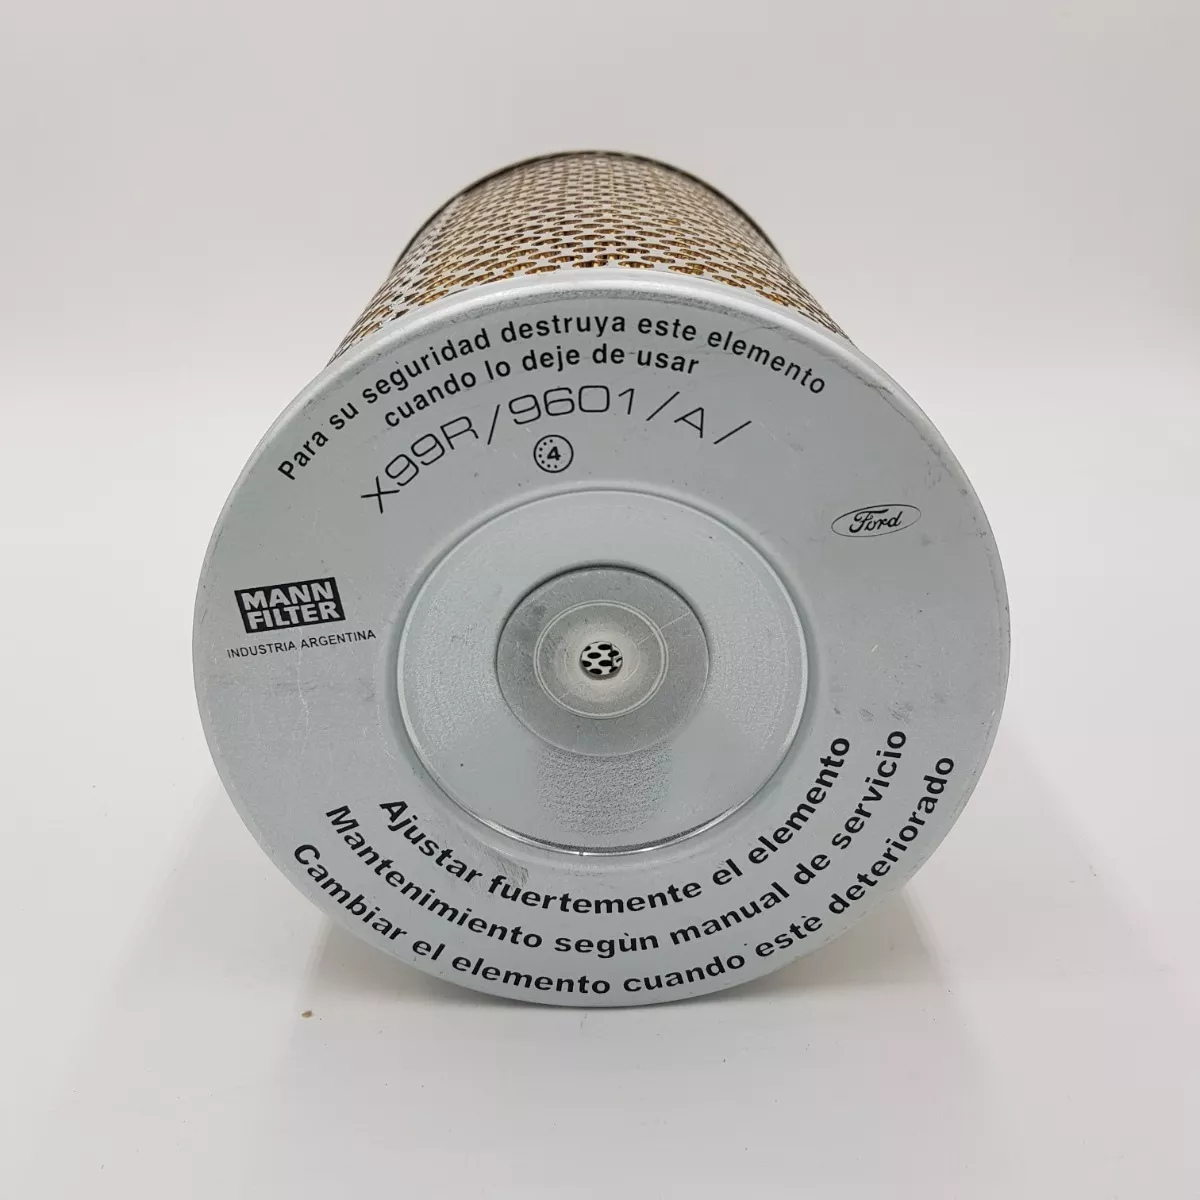 Para su seguridad destruya este elemento
cuando lo deje de usar
X99R/9601/A/
4
Ford
MANN
FILTER
INDUSTRIA ARGENTINA
Ajustar fuertemente el elemento
Mantenimiento segùn manual de servicio
Cambiar el elemento cuando estè deteriorado